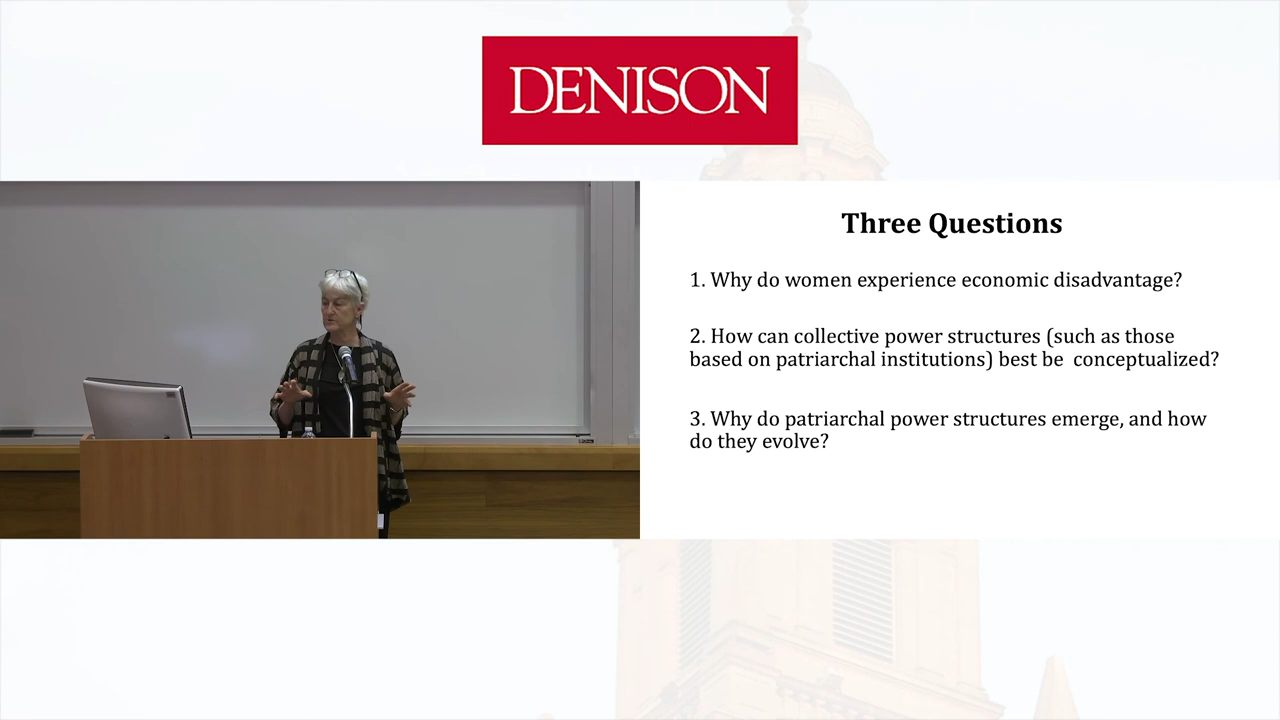 DENISON
Three Questions
1. Why do women experience economic disadvantage?
2. How can collective power structures (such as those
based on patriarchal institutions) best be  conceptualized?
3. Why do patriarchal power structures emerge, and how
do they evolve?